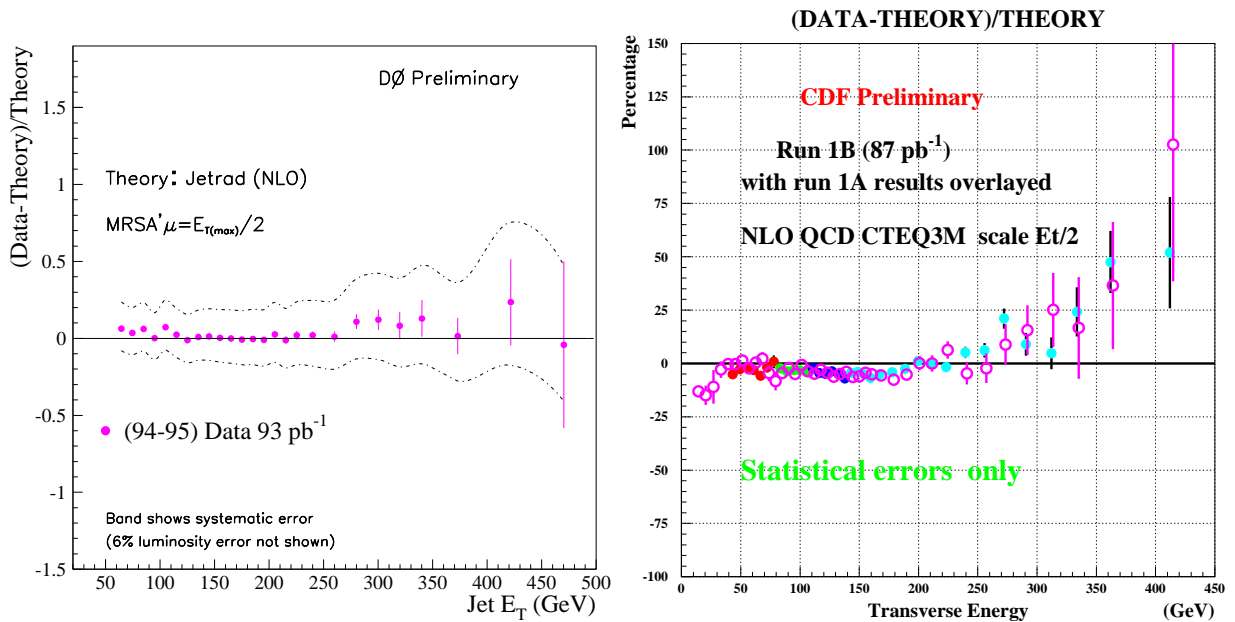 (Data-Theory)/Theory
1.5
1
0.5
0
-0.5
-1
-1.5
DØ Preliminary
Theory: Jetrad (NLO)
MRSA' μ=E_T(max)/2
(94-95) Data 93 pb⁻¹
Band shows systematic error
(6% luminosity error not shown)
50 100 150 200 250 300 350 400 450 500
Jet E_T (GeV)
(DATA-THEORY)/THEORY
Percentage
150
125
100
75
50
25
0
-25
-50
-75
-100
CDF Preliminary
Run 1B (87 pb⁻¹)
with run 1A results overlayed
NLO QCD CTEQ3M scale Et/2
Statistical errors only
0 50 100 150 200 250 300 350 400 450
Transverse Energy (GeV)